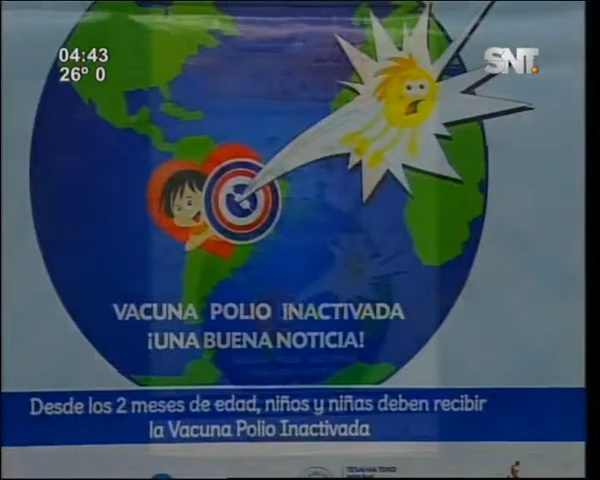 04:43
26º 0
SNT.
VACUNA POLIO INACTIVADA
¡UNA BUENA NOTICIA!
Desde los 2 meses de edad, niños y niñas deben recibir
la Vacuna Polio Inactivada